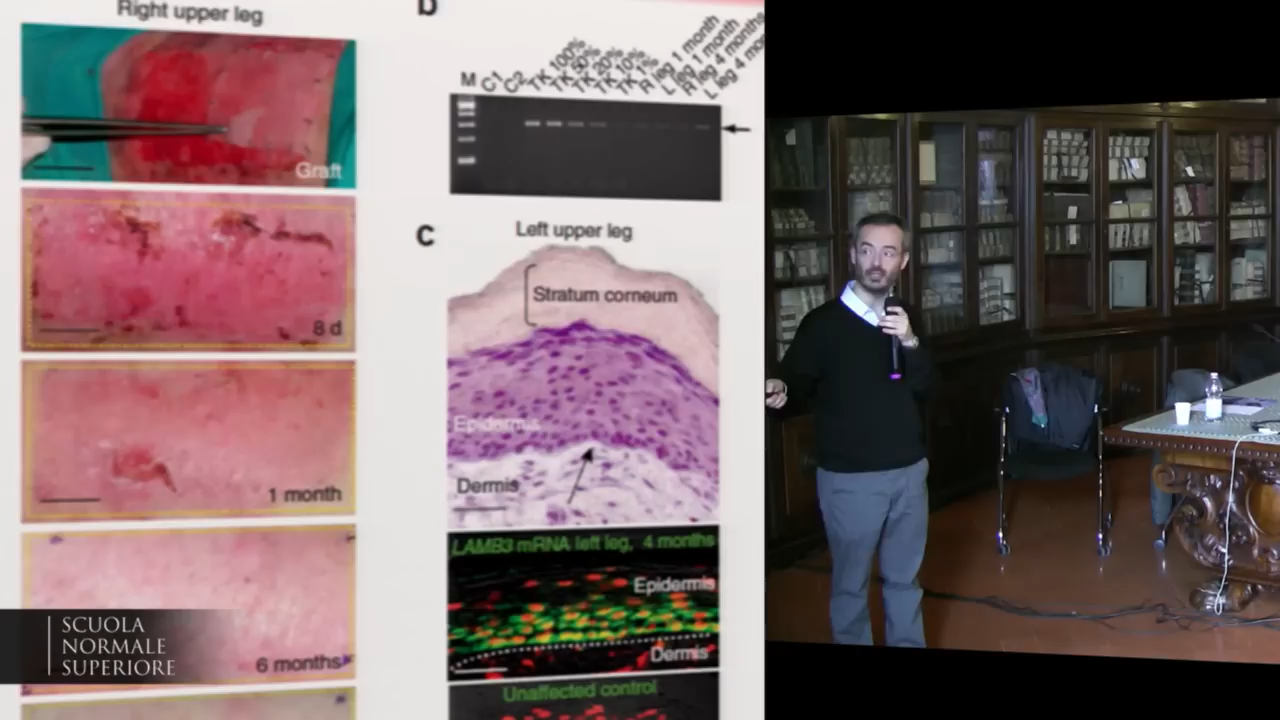 Right upper leg
Graft
8 d
1 month
6 months
b
M
C1
C2
TK 100%
TK 50%
TK 20%
TK 10%
TK 1%
R leg 1 month
L leg 1 month
R leg 4 months
L leg 4 mo
c
Left upper leg
Stratum corneum
Epidermis
Dermis
LAMB3 mRNA left leg, 4 months
Epidermis
Dermis
Unaffected control
SCUOLA
NORMALE
SUPERIORE